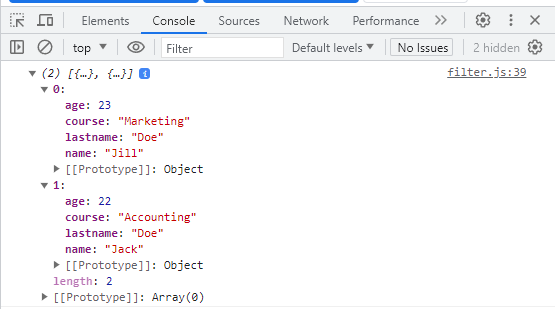 Elements Console Sources Network Performance »
top ▼ Filter Default levels ▼ No Issues 2 hidden
▼ (2) [{…}, {…}] i filter.js:39
▼ 0:
age: 23
course: "Marketing"
lastname: "Doe"
name: "Jill"
▶ [[Prototype]]: Object
▼ 1:
age: 22
course: "Accounting"
lastname: "Doe"
name: "Jack"
▶ [[Prototype]]: Object
length: 2
▶ [[Prototype]]: Array(0)